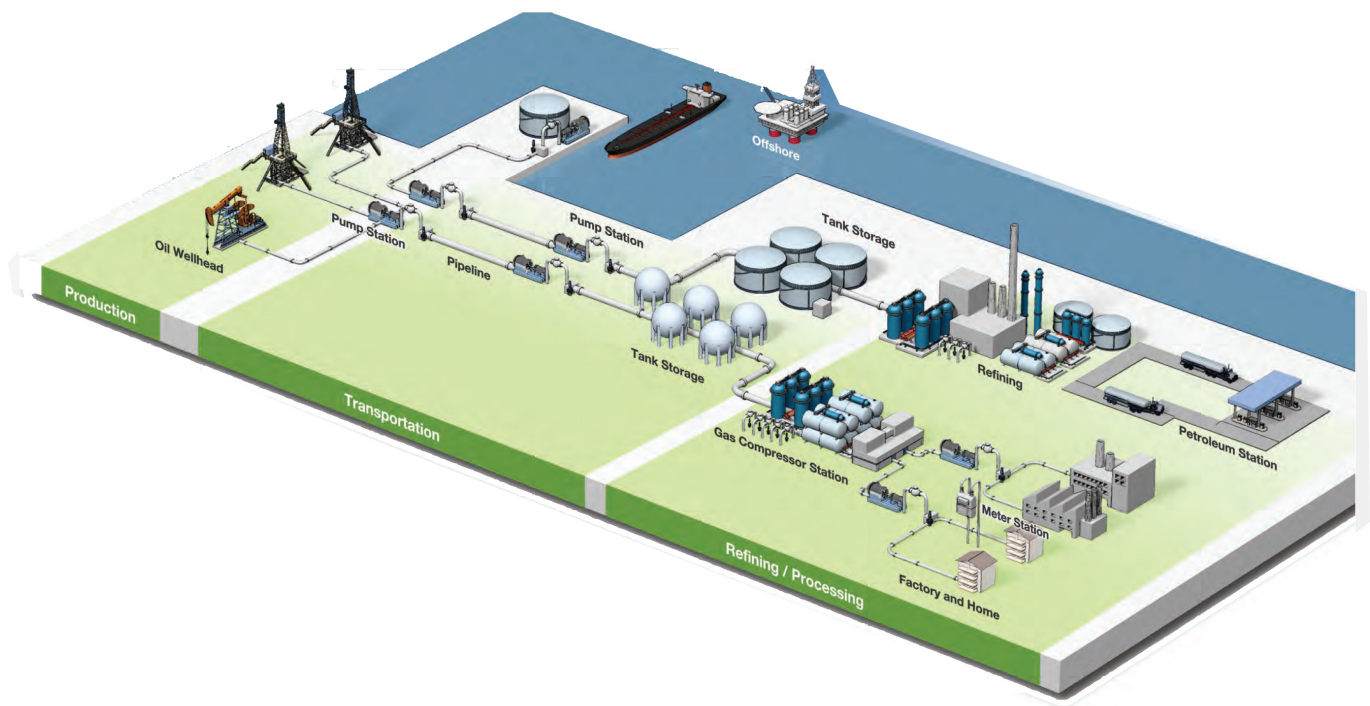 Offshore
Tank Storage
Pump Station
Pump Station
Oil Wellhead
Pipeline
Production
Tank Storage
Refining
Transportation
Petroleum Station
Gas Compressor Station
Meter Station
Refining / Processing
Factory and Home